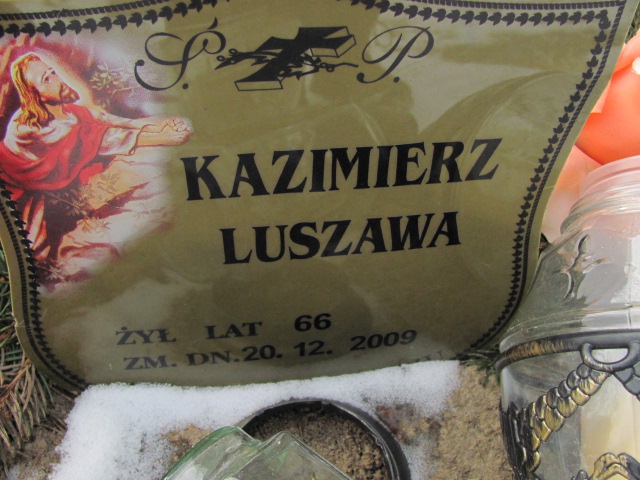 Ś. P.
KAZIMIERZ
LUSZAWA
ŻYŁ LAT 66
ZM. DN. 20. 12. 2009